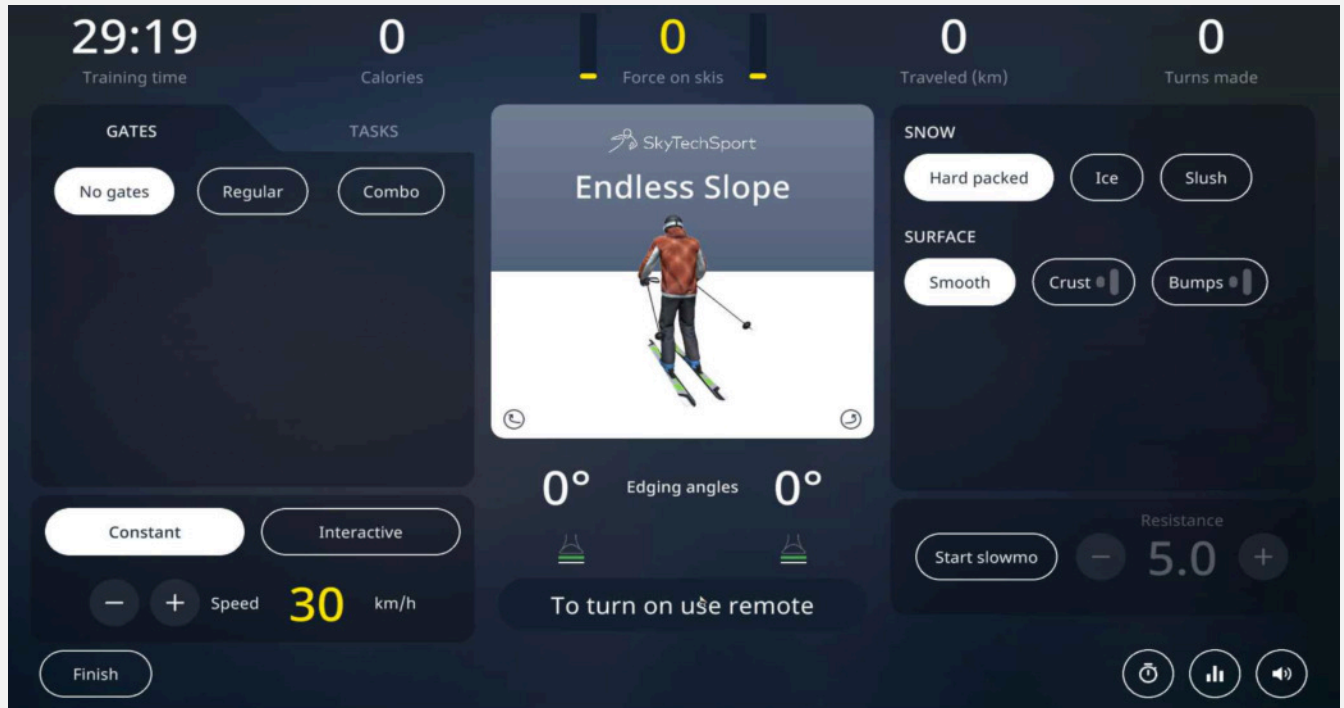 29:19
Training time
0
Calories
0
Force on skis
0
Traveled (km)
0
Turns made
GATES
TASKS
No gates
Regular
Combo
SkyTechSport
Endless Slope
SNOW
Hard packed
Ice
Slush
SURFACE
Smooth
Crust
Bumps
0°
Edging angles
0°
Constant
Interactive
Speed
30
km/h
To turn on use remote
Start slowmo
Resistance
5.0
Finish